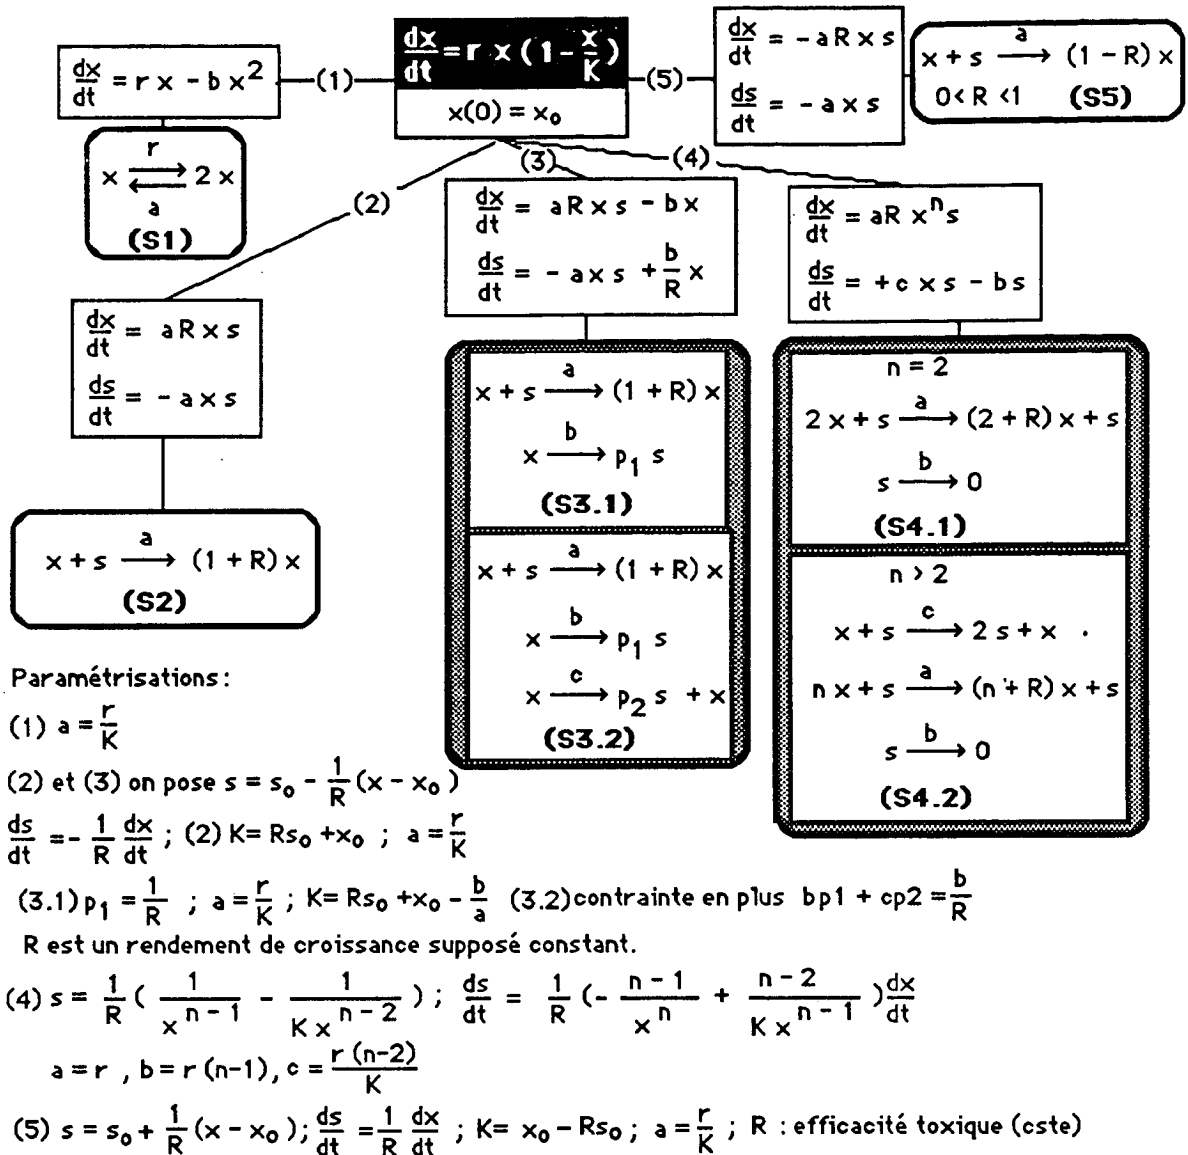 dx/dt = r x (1 - x/K)
x(0) = x₀
(1)
dx/dt = r x - b x²
x ⇄ 2 x
r
a
(S1)
(2)
dx/dt = a R x s
ds/dt = - a x s
x + s —a→ (1 + R) x
(S2)
(3)
dx/dt = a R x s - b x
ds/dt = - a x s + b/R x
x + s —a→ (1 + R) x
x —b→ p₁ s
(S3.1)
x + s —a→ (1 + R) x
x —b→ p₁ s
x —c→ p₂ s + x
(S3.2)
(4)
dx/dt = aR xⁿ s
ds/dt = + c x s - b s
n = 2
2 x + s —a→ (2 + R) x + s
s —b→ 0
(S4.1)
n > 2
x + s —c→ 2 s + x .
n x + s —a→ (n + R) x + s
s —b→ 0
(S4.2)
(5)
dx/dt = - a R x s
ds/dt = - a x s
x + s —a→ (1 - R) x
0 < R < 1 (S5)
Paramétrisations :
(1) a = r/K
(2) et (3) on pose s = s₀ - 1/R (x - x₀)
ds/dt = - 1/R dx/dt ; (2) K= Rs₀ + x₀ ; a = r/K
(3.1) p₁ = 1/R ; a = r/K ; K= Rs₀ + x₀ - b/a (3.2) contrainte en plus bp1 + cp2 = b/R
R est un rendement de croissance supposé constant.
(4) s = 1/R ( 1/xⁿ⁻¹ - 1/(K xⁿ⁻²) ) ; ds/dt = 1/R (- (n - 1)/xⁿ + (n - 2)/(K xⁿ⁻¹) ) dx/dt
a = r , b = r (n-1), c = r (n-2)/K
(5) s = s₀ + 1/R (x - x₀) ; ds/dt = 1/R dx/dt ; K= x₀ - Rs₀ ; a = r/K ; R : efficacité toxique (cste)